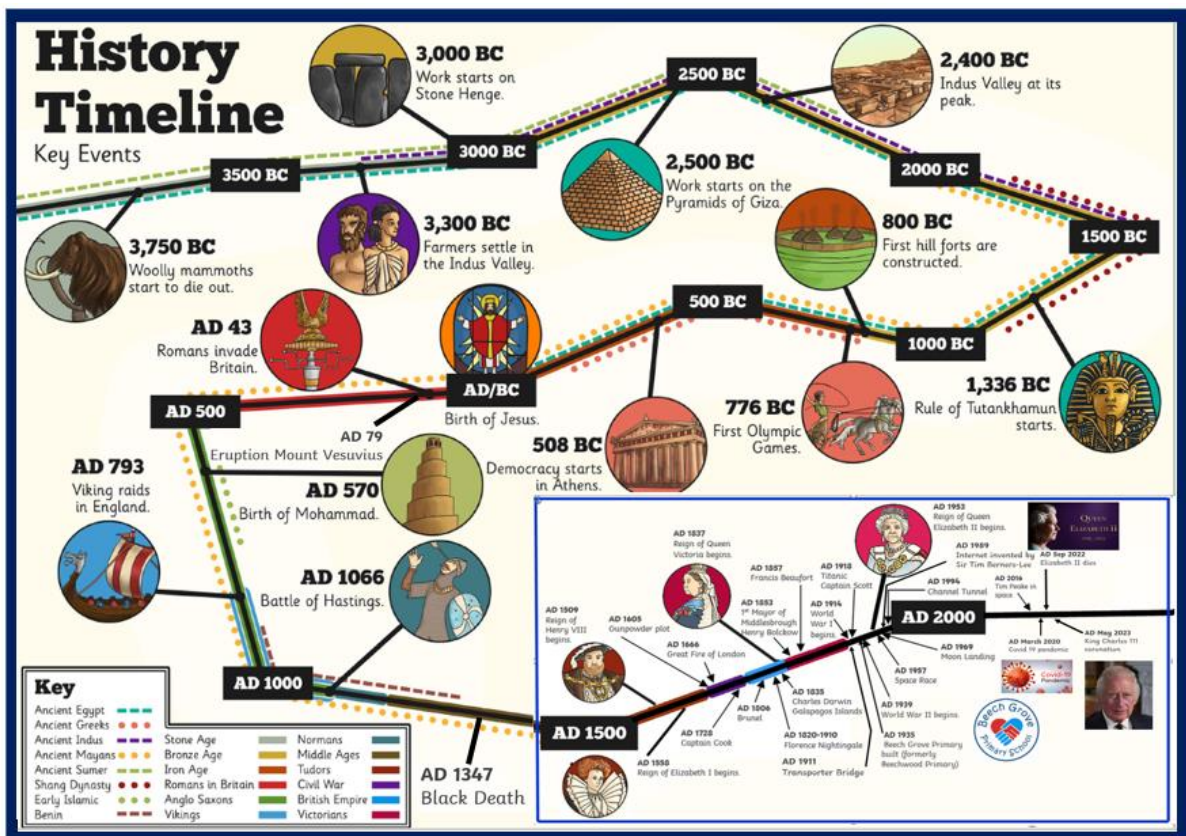 History
Timeline
Key Events
3,000 BC
Work starts on
Stone Henge.
2500 BC
2,400 BC
Indus Valley at its
peak.
3000 BC
3500 BC
2000 BC
2,500 BC
Work starts on the
Pyramids of Giza.
3,750 BC
Woolly mammoths
start to die out.
3,300 BC
Farmers settle in
the Indus Valley.
800 BC
First hill forts are
constructed.
1500 BC
500 BC
1000 BC
AD 43
Romans invade
Britain.
AD/BC
Birth of Jesus.
AD 500
1,336 BC
Rule of Tutankhamun
starts.
776 BC
First Olympic
Games.
508 BC
Democracy starts
in Athens.
AD 79
Eruption Mount Vesuvius
AD 570
Birth of Mohammad.
AD 793
Viking raids
in England.
AD 1066
Battle of Hastings.
AD 1000
AD 1347
Black Death
Key
Ancient Egypt
Ancient Greeks
Ancient Indus
Ancient Mayans
Ancient Sumer
Shang Dynasty
Early Islamic
Benin
Stone Age
Bronze Age
Iron Age
Romans in Britain
Anglo Saxons
Vikings
Normans
Middle Ages
Tudors
Civil War
British Empire
Victorians
AD 1500
AD 1509
Reign of
Henry VIII
begins.
AD 1558
Reign of Elizabeth I begins.
AD 1605
Gunpowder plot
AD 1666
Great Fire of London
AD 1728
Captain Cook
AD 1806
Brunel
AD 1837
Reign of Queen
Victoria begins.
AD 1853
1st Mayor of
Middlesbrough
Henry Bolckow
AD 1857
Francis Beaufort
AD 1835
Charles Darwin
Galapagos Islands
AD 1820-1910
Florence Nightingale
AD 1911
Transporter Bridge
AD 1914
World
War I
begins.
AD 1918
Titanic
Captain Scott
AD 1953
Reign of Queen
Elizabeth II begins.
AD 1989
Internet invented by
Sir Tim Berners-Lee
AD 1994
Channel Tunnel
AD 2000
AD 1969
Moon Landing
AD 1957
Space Race
AD 1939
World War II begins.
AD 1935
Beech Grove Primary
built (formerly
Beechwood Primary)
AD 2016
Tim Peake in
space
QUEEN
ELIZABETH II
AD Sep 2022
Elizabeth II dies
AD March 2020
Covid 19 pandemic
AD May 2023
King Charles III
coronation
Covid-19
Pandemic
Beech Grove
Primary School